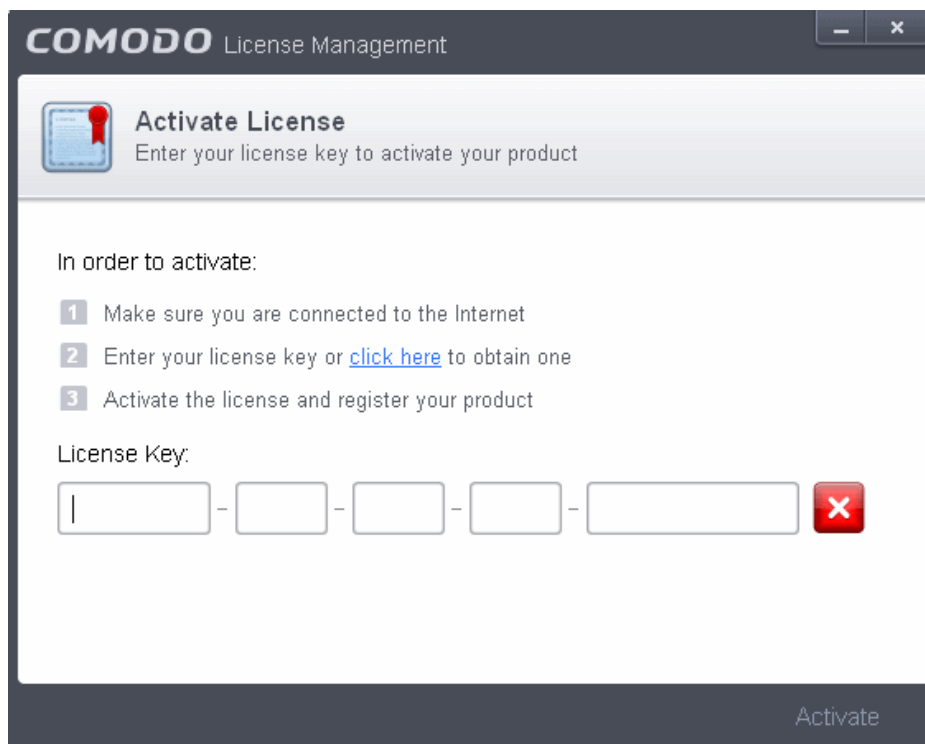 COMODO License Management
Activate License
Enter your license key to activate your product
In order to activate:
1 Make sure you are connected to the Internet
2 Enter your license key or click here to obtain one
3 Activate the license and register your product
License Key:
- - - -
Activate